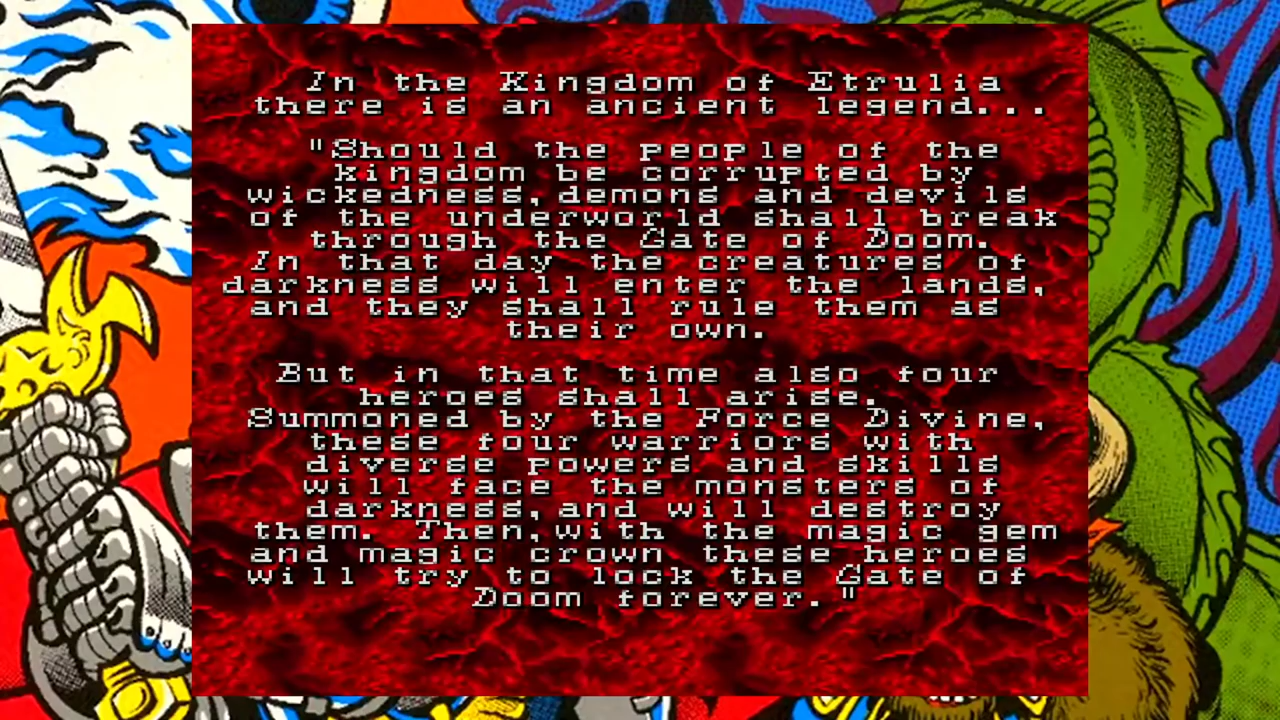 In the Kingdom of Etrulia
there is an ancient legend...
"Should the people of the
kingdom be corrupted by
wickedness,demons and devils
of the underworld shall break
through the Gate of Doom.
In that day the creatures of
darkness will enter the lands,
and they shall rule them as
their own.
But in that time also four
heroes shall arise.
Summoned by the Force Divine,
these four warriors with
diverse powers and skills
will face the monsters of
darkness,and will destroy
them. Then,with the magic gem
and magic crown these heroes
will try to lock the Gate of
Doom forever."